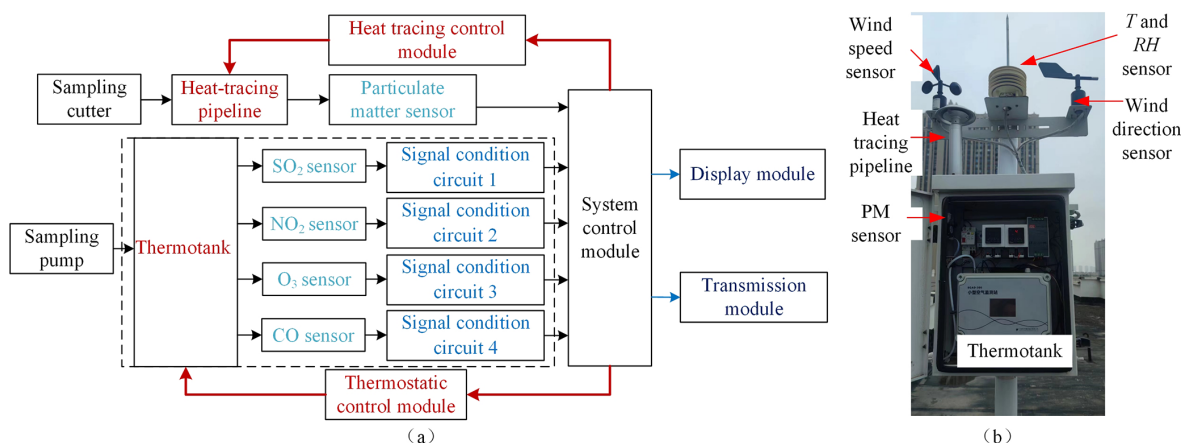 Heat tracing control
module
Sampling
cutter
Heat-tracing
pipeline
Particulate
matter sensor
SO₂ sensor
Signal condition
circuit 1
NO₂ sensor
Signal condition
circuit 2
Sampling
pump
Thermotank
O₃ sensor
Signal condition
circuit 3
CO sensor
Signal condition
circuit 4
System
control
module
Display module
Transmission
module
Thermostatic
control module
(a)
Wind
speed
sensor
T and
RH
sensor
Heat
tracing
pipeline
Wind
direction
sensor
PM
sensor
Thermotank
(b)